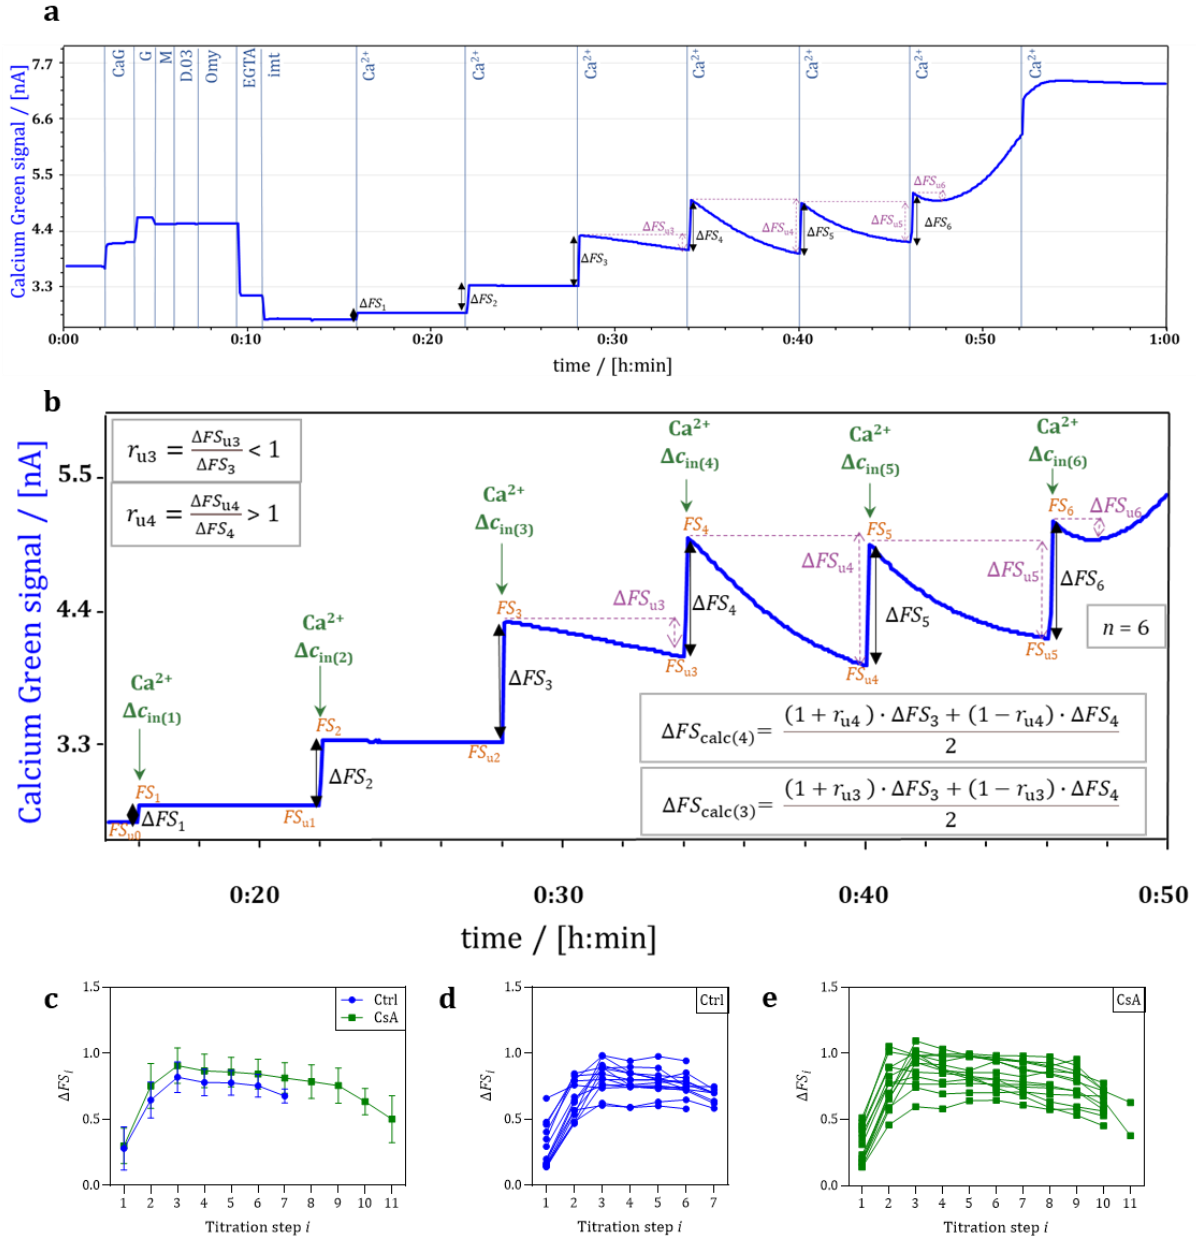 a
CaG
G
M
D.03
Omy
EGTA
imt
Ca²⁺
Ca²⁺
Ca²⁺
Ca²⁺
Ca²⁺
Ca²⁺
Ca²⁺
Calcium Green signal / [nA]
7.7
6.6
5.5
4.4
3.3
ΔFS₁
ΔFS₂
ΔFS₃
ΔFSᵤ₃
ΔFS₄
ΔFSᵤ₄
ΔFS₅
ΔFSᵤ₅
ΔFS₆
ΔFSᵤ₆
0:00 0:10 0:20 0:30 0:40 0:50 1:00
time / [h:min]
b
Calcium Green signal / [nA]
5.5
4.4
3.3
rᵤ₃ = ΔFSᵤ₃ / ΔFS₃ < 1
rᵤ₄ = ΔFSᵤ₄ / ΔFS₄ > 1
Ca²⁺
Δc_in(1)
Ca²⁺
Δc_in(2)
Ca²⁺
Δc_in(3)
Ca²⁺
Δc_in(4)
Ca²⁺
Δc_in(5)
Ca²⁺
Δc_in(6)
FSᵤ₀
FS₁
ΔFS₁
FSᵤ₁
FS₂
ΔFS₂
FSᵤ₂
FS₃
ΔFS₃
ΔFSᵤ₃
FSᵤ₃
FS₄
ΔFS₄
ΔFSᵤ₄
FSᵤ₄
FS₅
ΔFS₅
ΔFSᵤ₅
FSᵤ₅
FS₆
ΔFS₆
ΔFSᵤ₆
n = 6
ΔFS_calc(4) = ((1 + rᵤ₄) · ΔFS₃ + (1 − rᵤ₄) · ΔFS₄) / 2
ΔFS_calc(3) = ((1 + rᵤ₃) · ΔFS₃ + (1 − rᵤ₃) · ΔFS₄) / 2
0:20 0:30 0:40 0:50
time / [h:min]
c
Ctrl
CsA
1.5
1.0
0.5
0.0
ΔFSᵢ
1 2 3 4 5 6 7 8 9 10 11
Titration step i
d
Ctrl
1.5
1.0
0.5
0.0
ΔFSᵢ
1 2 3 4 5 6 7
Titration step i
e
CsA
1.5
1.0
0.5
0.0
ΔFSᵢ
1 2 3 4 5 6 7 8 9 10 11
Titration step i